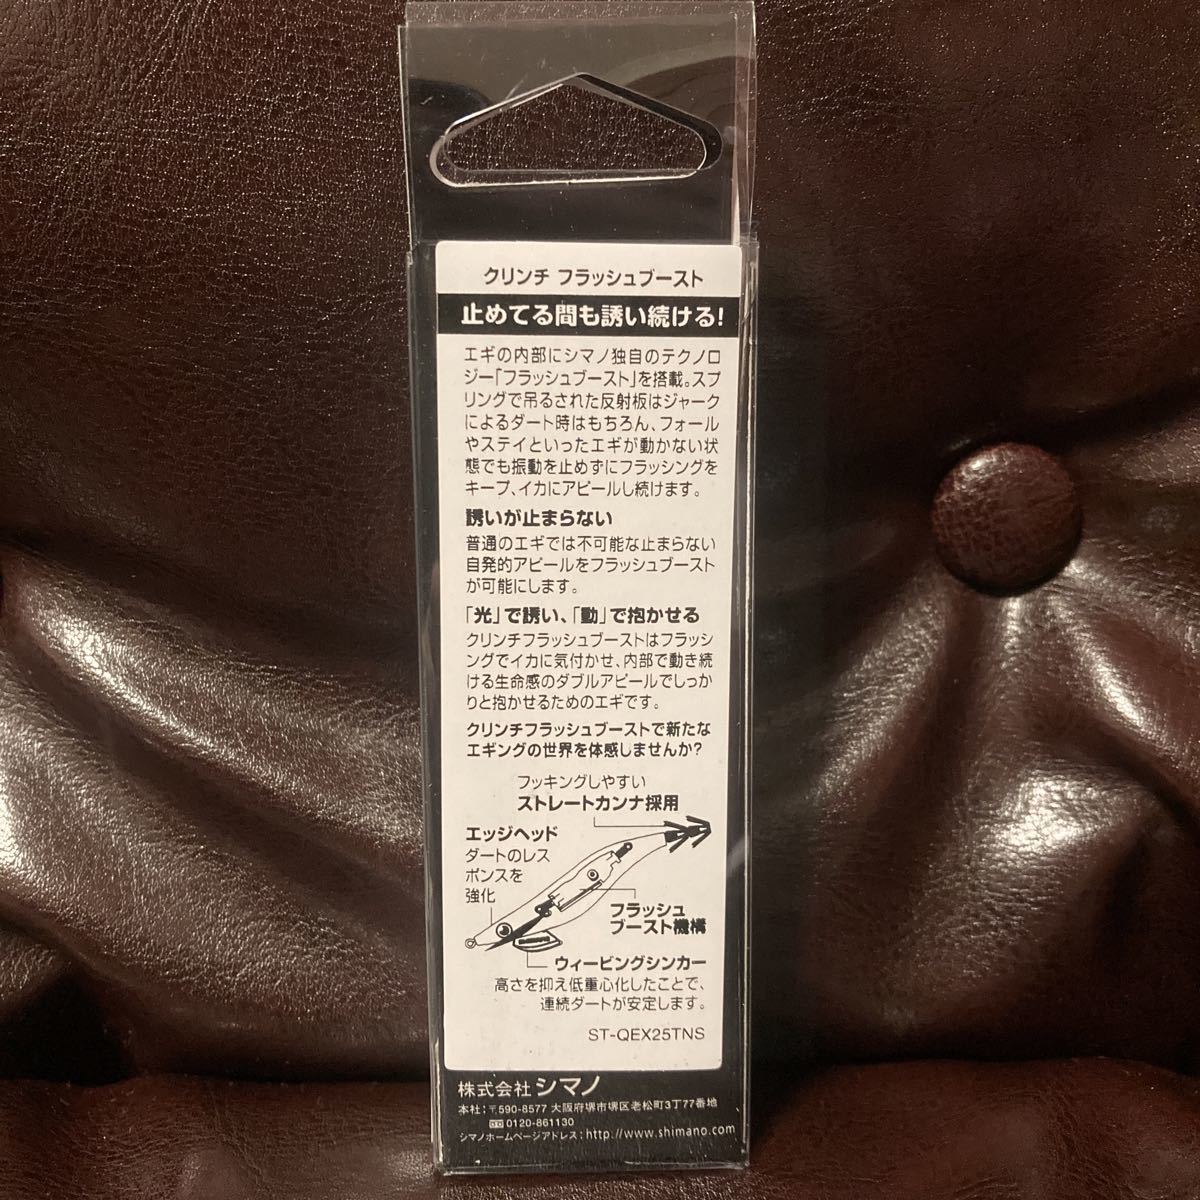 クリンチ フラッシュブースト
止めてる間も誘い続ける!
エギの内部にシマノ独自のテクノロ
ジー「フラッシュブースト」を搭載。スプ
リングで吊るされた反射板はジャーク
によるダート時はもちろん、フォール
やステイといったエギが動かない状
態でも振動を止めずにフラッシングを
キープ、イカにアピールし続けます。
誘いが止まらない
普通のエギでは不可能な止まらない
自発的アピールをフラッシュブースト
が可能にします。
「光」で誘い、「動」で抱かせる
クリンチフラッシュブーストはフラッシ
ングでイカに気付かせ、内部で動き続
ける生命感のダブルアピールでしっか
りと抱かせるためのエギです。
クリンチフラッシュブーストで新たな
エギングの世界を体感しませんか?
フッキングしやすい
ストレートカンナ採用
エッジヘッド
ダートのレス
ポンスを
強化
フラッシュ
ブースト機構
ウィービングシンカー
高さを抑え低重心化したことで、
連続ダートが安定します。
ST-QEX25TNS
株式会社 シマノ
本社:〒590-8577 大阪府堺市堺区老松町3丁77番地
0120-861130
シマノホームページアドレス:http://www.shimano.com